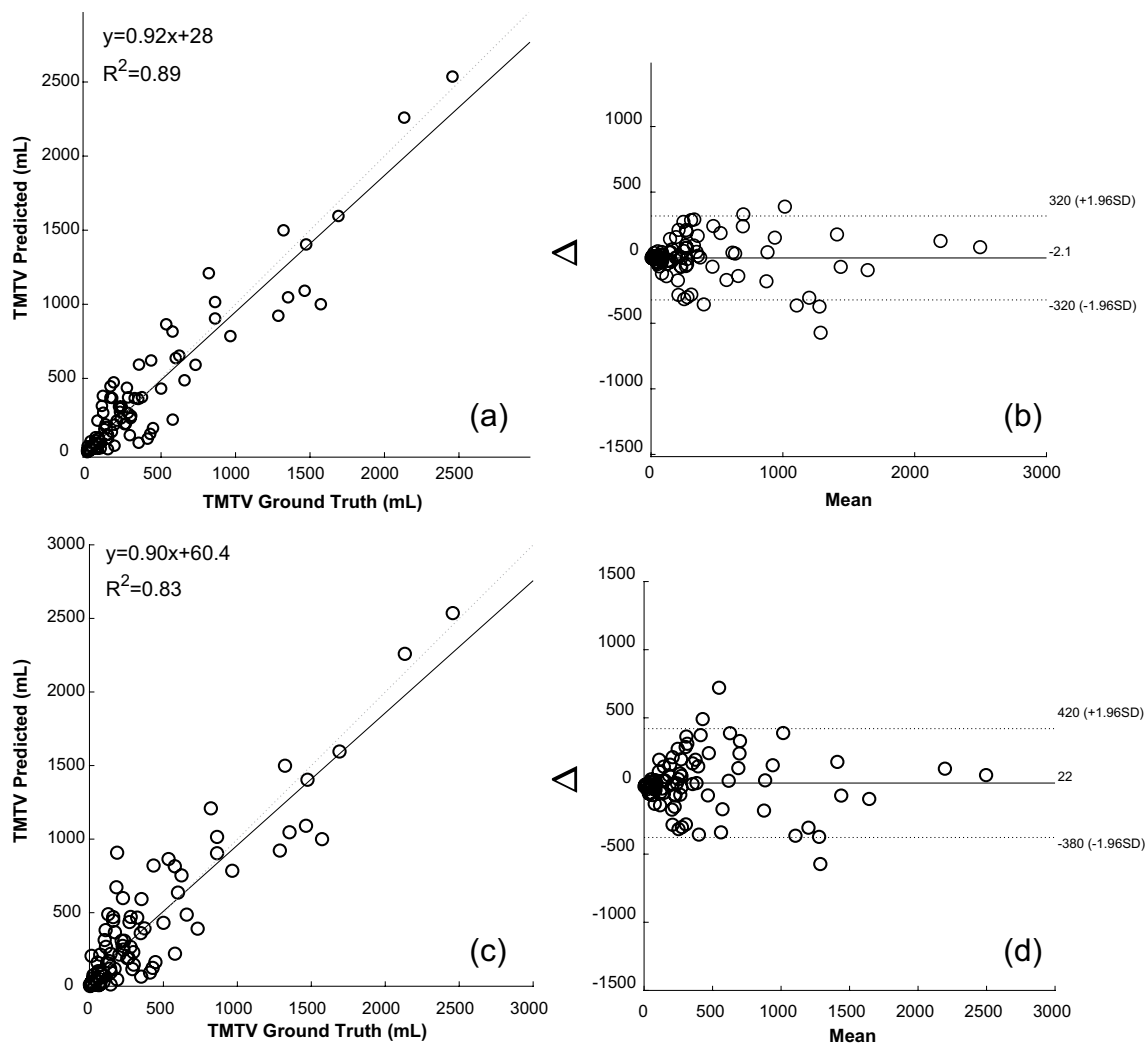 y=0.92x+28
R²=0.89
2500
2000
1500
1000
500
0
TMTV Predicted (mL)
0 500 1000 1500 2000 2500
TMTV Ground Truth (mL)
(a)
1000
500
0
-500
-1000
-1500
Δ
320 (+1.96SD)
-2.1
-320 (-1.96SD)
(b)
0 1000 2000 3000
Mean
y=0.90x+60.4
R²=0.83
3000
2500
2000
1500
1000
500
0
TMTV Predicted (mL)
0 500 1000 1500 2000 2500 3000
TMTV Ground Truth (mL)
(c)
1500
1000
500
0
-500
-1000
-1500
Δ
420 (+1.96SD)
22
-380 (-1.96SD)
(d)
0 500 1000 1500 2000 2500 3000
Mean